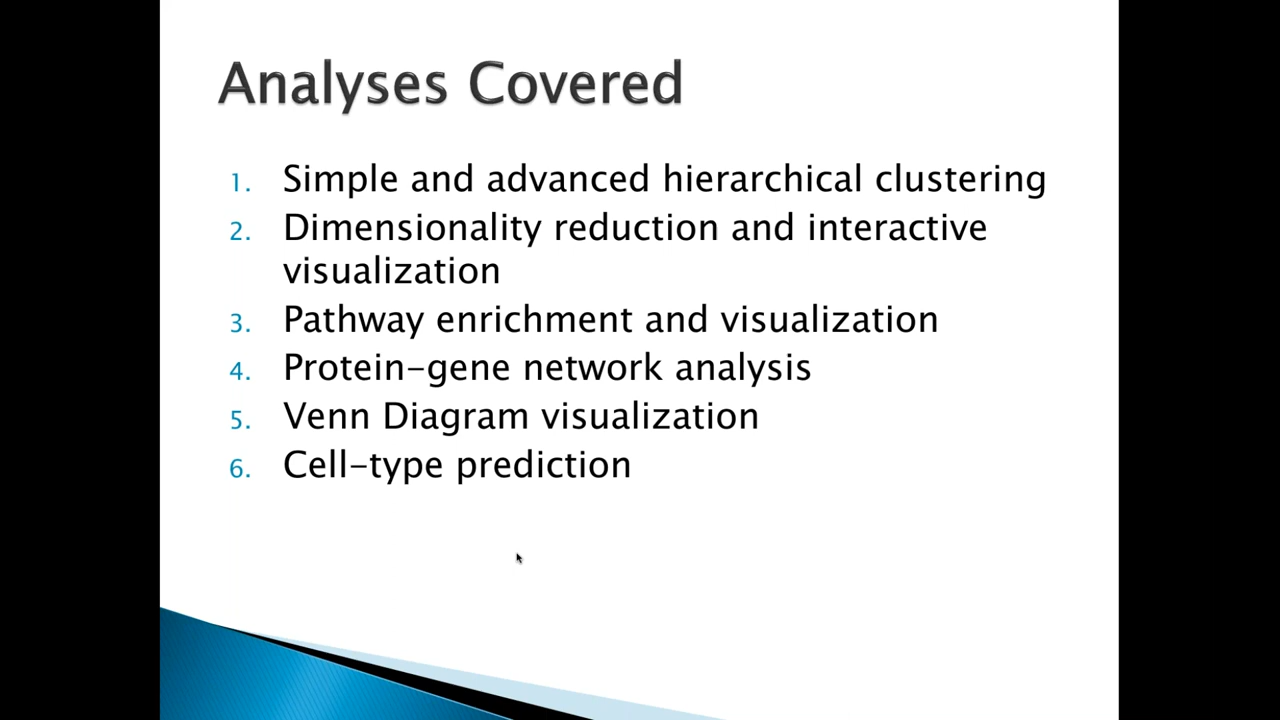 Analyses Covered
1. Simple and advanced hierarchical clustering
2. Dimensionality reduction and interactive
visualization
3. Pathway enrichment and visualization
4. Protein-gene network analysis
5. Venn Diagram visualization
6. Cell-type prediction